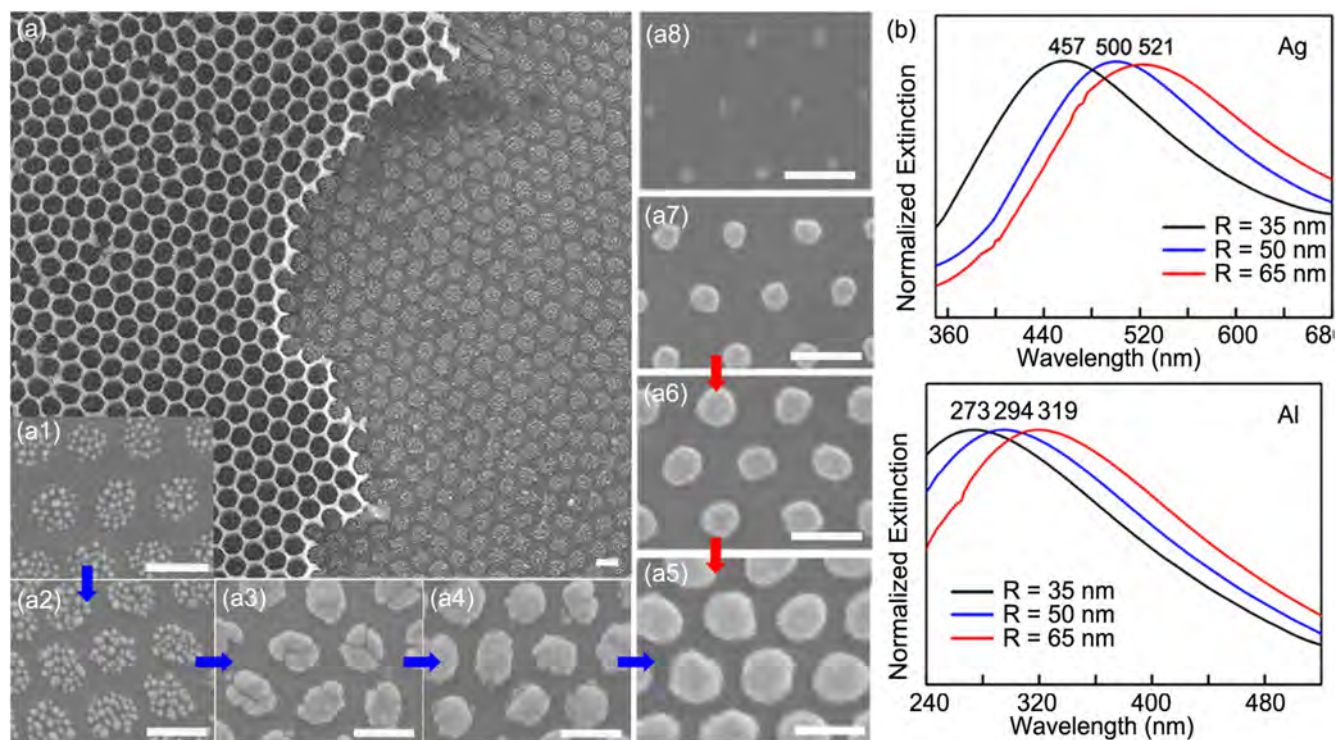 (a)
(a1)
(a2)
(a3)
(a4)
(a5)
(a6)
(a7)
(a8)
(b)
457 500 521
Ag
R = 35 nm
R = 50 nm
R = 65 nm
Normalized Extinction
360 440 520 600 68
Wavelength (nm)
273 294 319
Al
R = 35 nm
R = 50 nm
R = 65 nm
Normalized Extinction
240 320 400 480
Wavelength (nm)